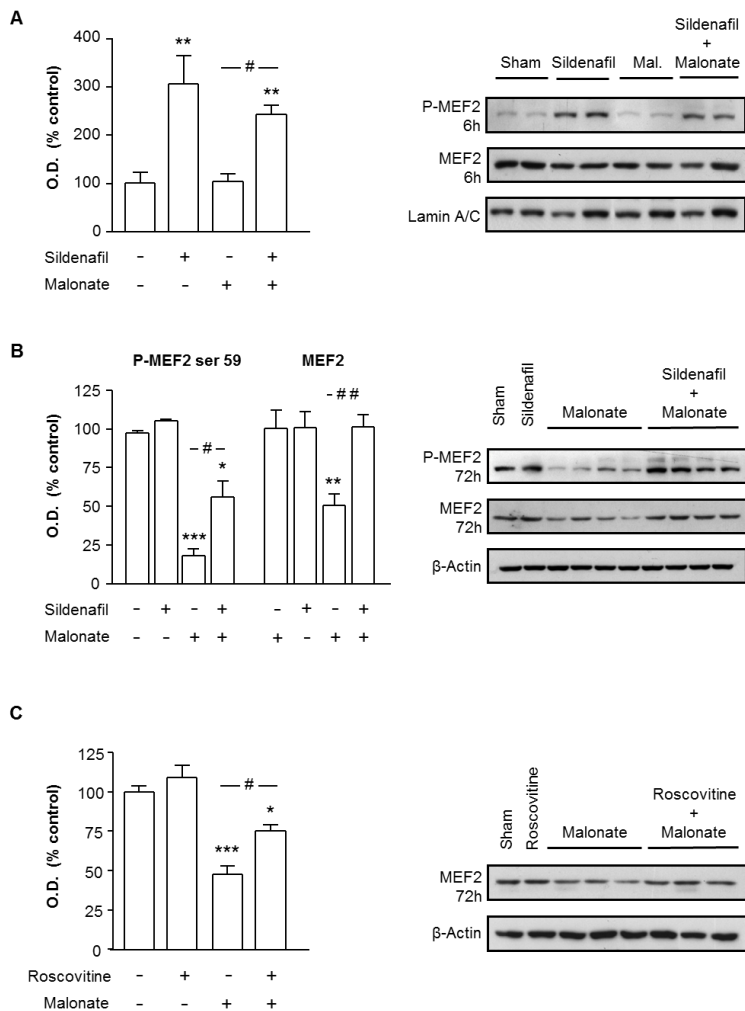 A
Sildenafil
+
Sham Sildenafil Mal. Malonate
O.D. (% control)
400
300
200
100
0
** # **
P-MEF2
6h
MEF2
6h
Lamin A/C
Sildenafil – + – +
Malonate – – + +
B
P-MEF2 ser 59 MEF2
O.D. (% control)
125
100
75
50
25
0
*** # * ** # #
Sildenafil – + – + – + – +
Malonate – – + + + – + +
Sham Sildenafil Malonate Sildenafil
+
Malonate
P-MEF2
72h
MEF2
72h
β-Actin
C
O.D. (% control)
125
100
75
50
25
0
*** # *
Roscovitine – + – +
Malonate – – + +
Sham Roscovitine Malonate Roscovitine
+
Malonate
MEF2
72h
β-Actin